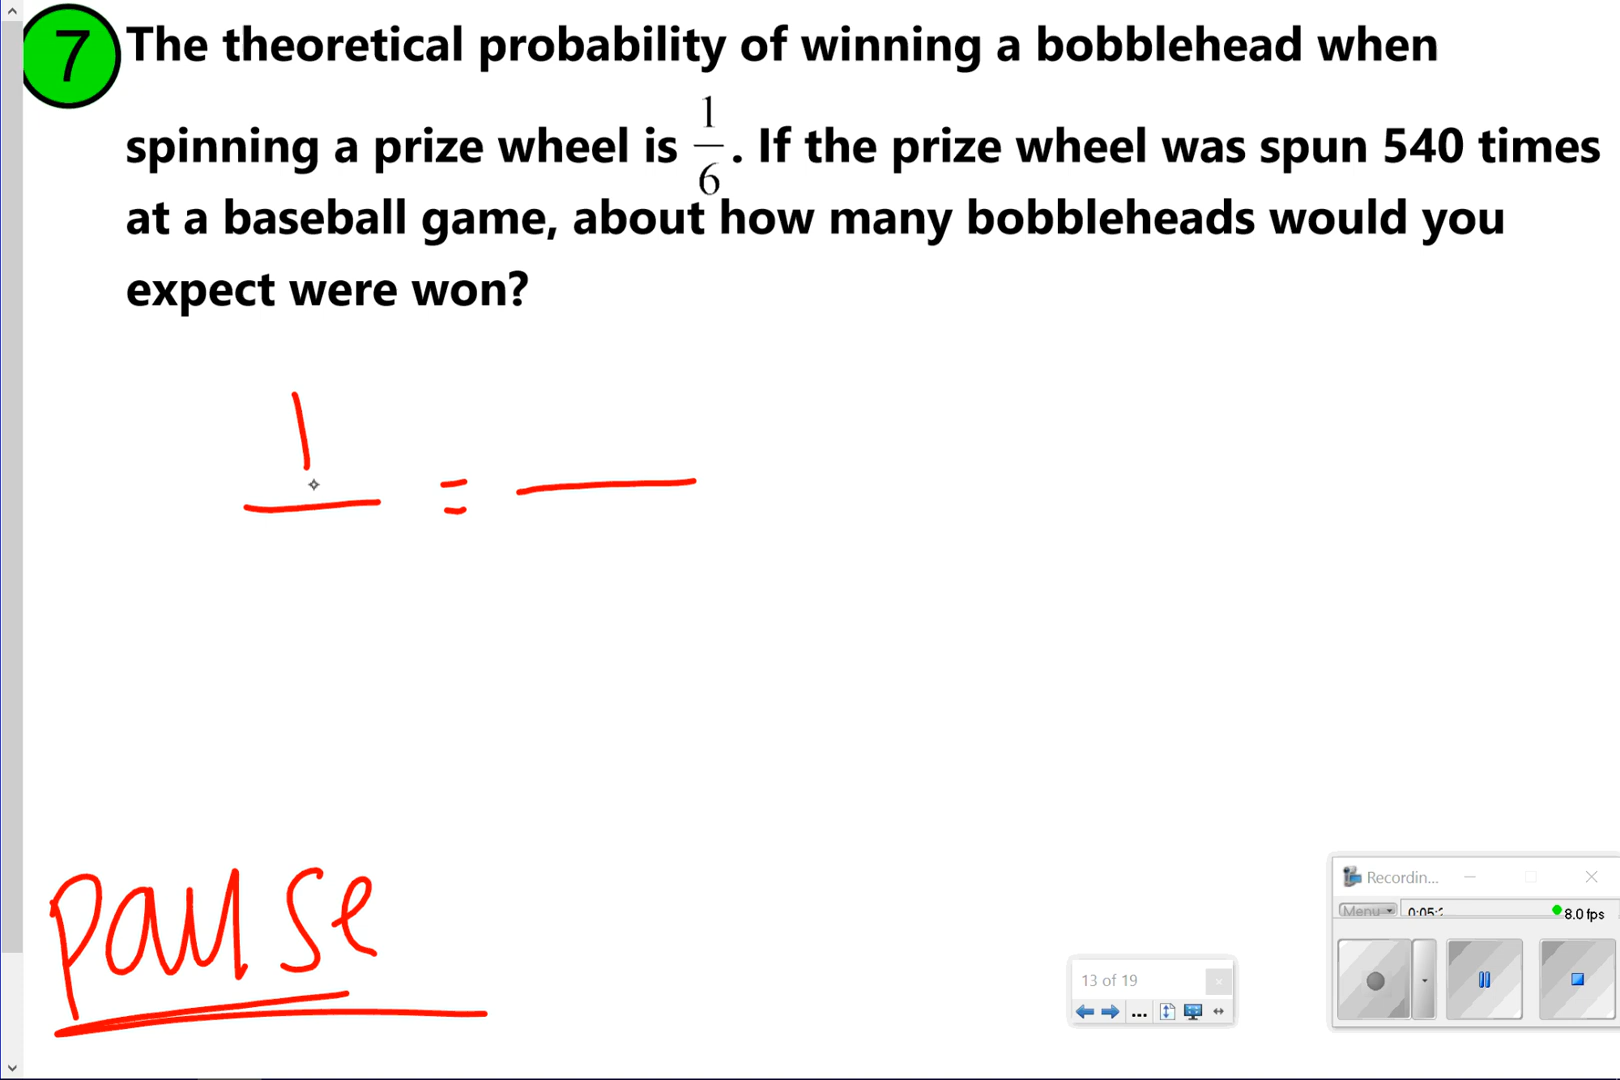 7 The theoretical probability of winning a bobblehead when
spinning a prize wheel is 1/6. If the prize wheel was spun 540 times
at a baseball game, about how many bobbleheads would you
expect were won?
1
=
pause
Recordin...
Menu
8.0 fps
13 of 19
...